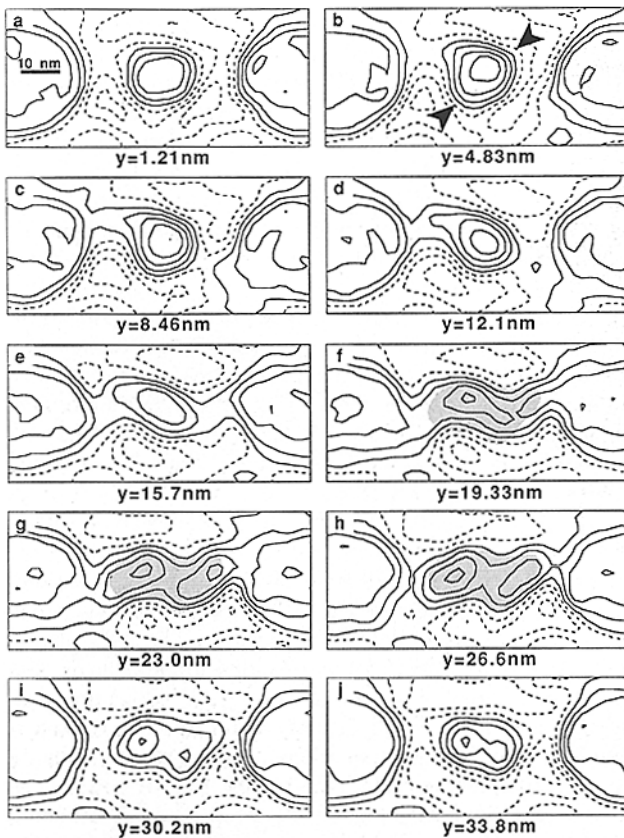 a
10 nm
y=1.21nm
b
y=4.83nm
c
y=8.46nm
d
y=12.1nm
e
y=15.7nm
f
y=19.33nm
g
y=23.0nm
h
y=26.6nm
i
y=30.2nm
j
y=33.8nm